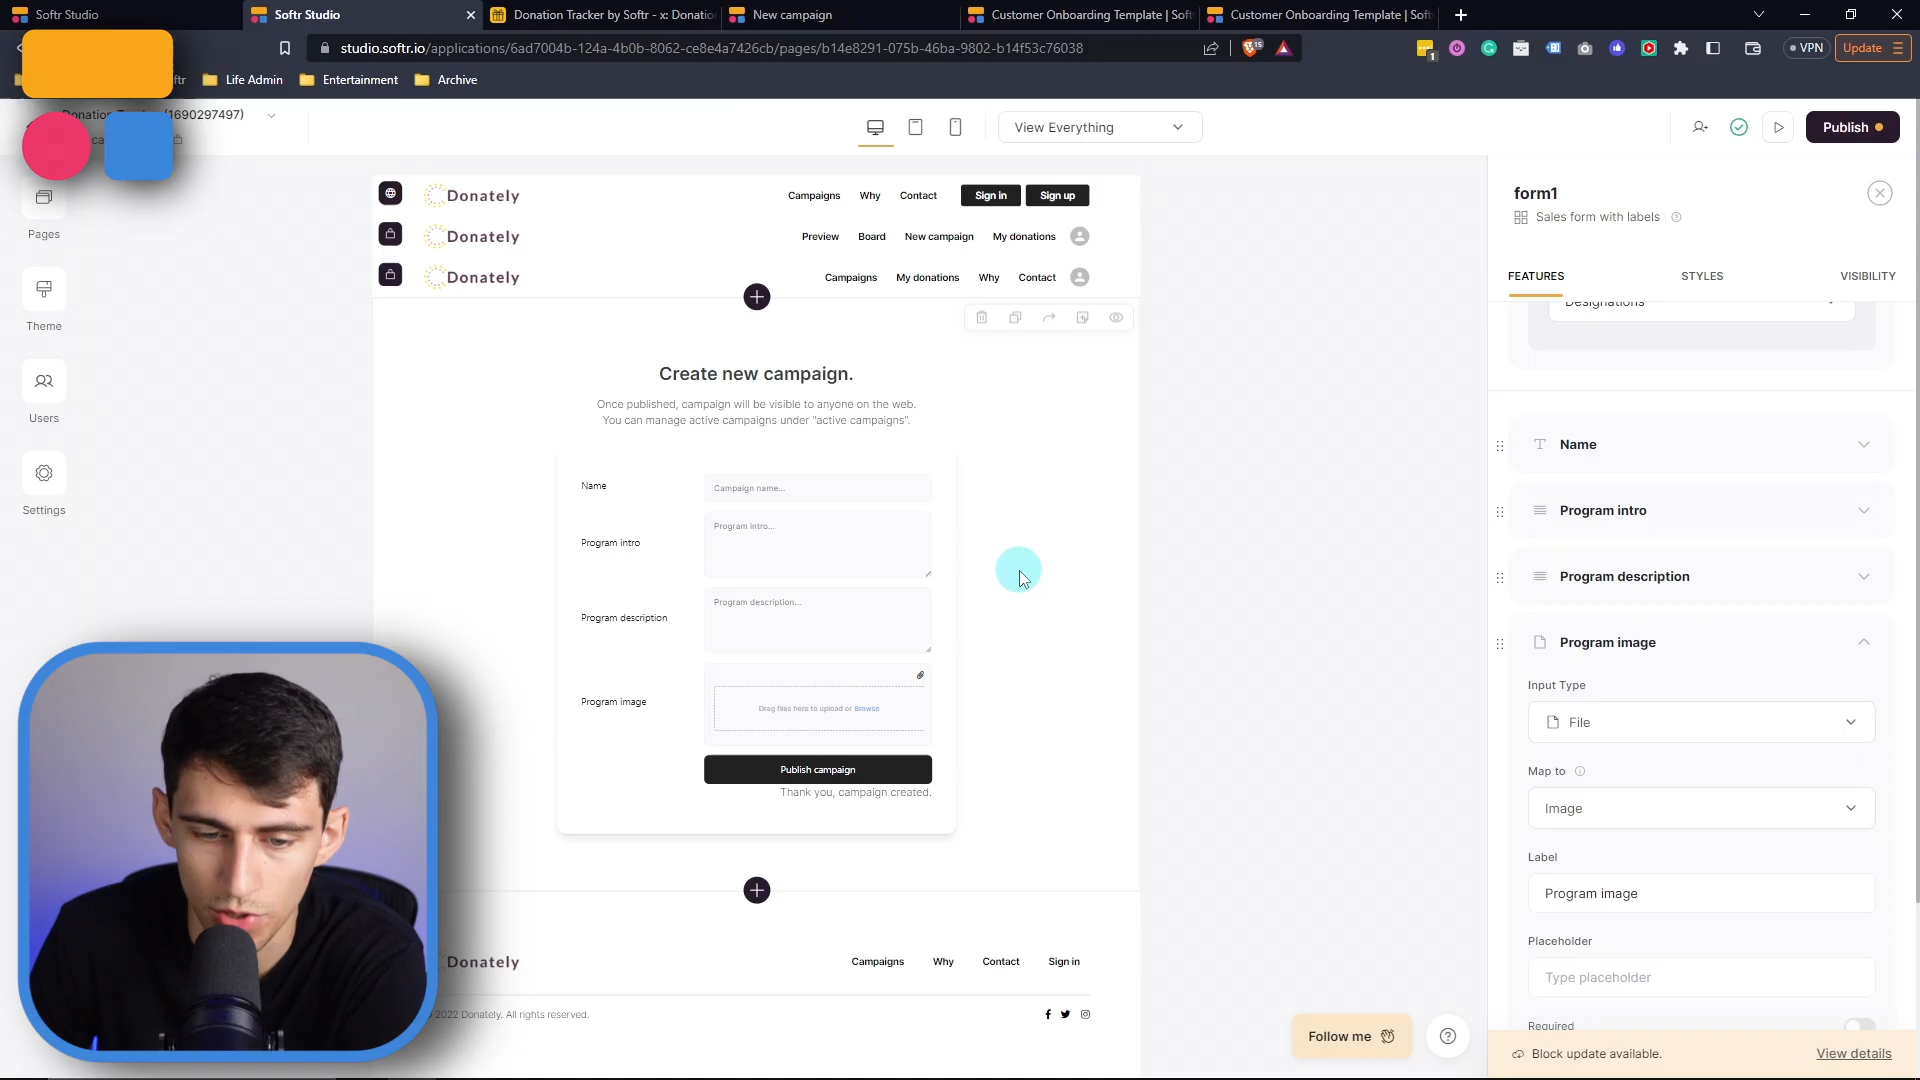 Softr Studio
Softr Studio
Donation Tracker by Softr - x: Donatio
New campaign
Customer Onboarding Template | Soft
Customer Onboarding Template | Soft
studio.softr.io/applications/6ad7004b-124a-4b0b-8062-ce8e4a7426cb/pages/b14e8291-075b-46ba-9802-b14f53c76038
15
1
VPN
Update
ftr
Life Admin
Entertainment
Archive
(1690297497)
View Everything
Publish
Pages
Theme
Users
Settings
Donately
Campaigns
Why
Contact
Sign in
Sign up
Donately
Preview
Board
New campaign
My donations
Donately
Campaigns
My donations
Why
Contact
Create new campaign.
Once published, campaign will be visible to anyone on the web.
You can manage active campaigns under "active campaigns".
Name
Campaign name...
Program intro
Program intro...
Program description
Program description...
Program image
Drag files here to upload or Browse
Publish campaign
Thank you, campaign created.
Donately
Campaigns
Why
Contact
Sign in
2022 Donately. All rights reserved.
form1
Sales form with labels
FEATURES
STYLES
VISIBILITY
Designations
Name
Program intro
Program description
Program image
Input Type
File
Map to
Image
Label
Program image
Placeholder
Type placeholder
Required
Follow me
Block update available.
View details